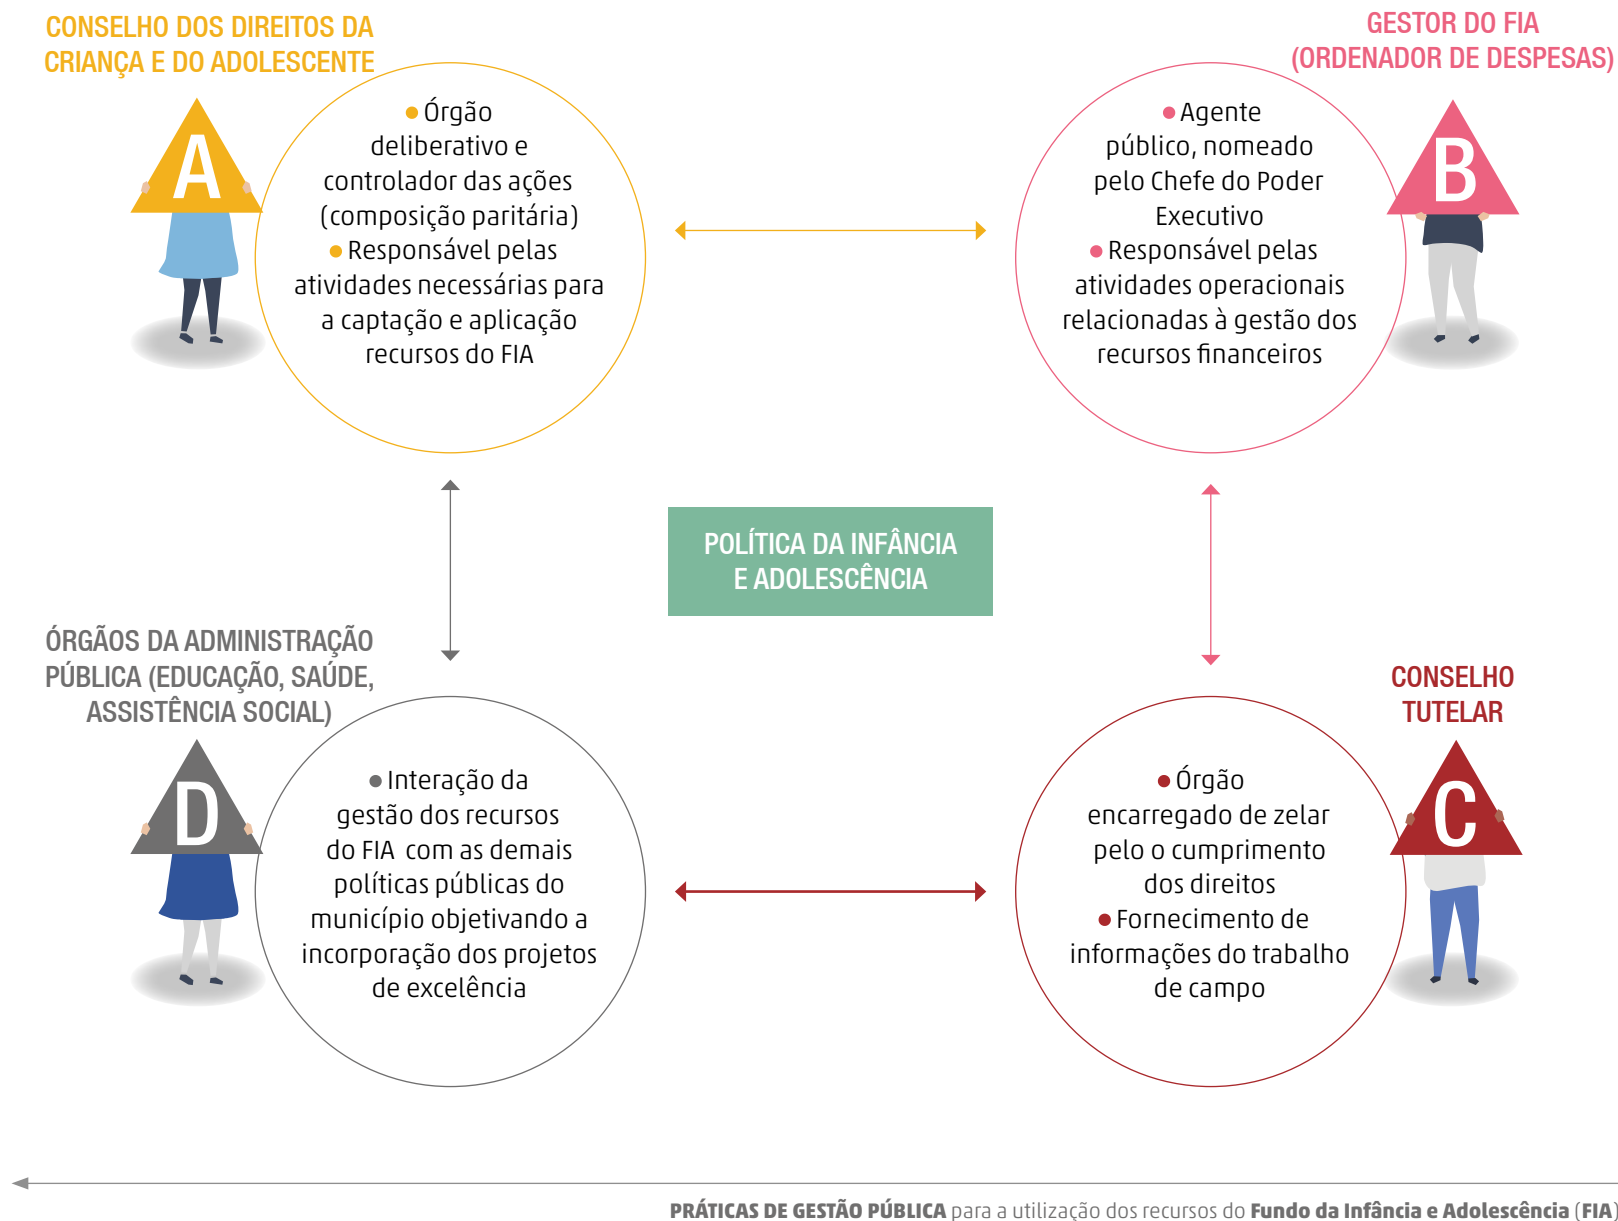 CONSELHO DOS DIREITOS DA
CRIANÇA E DO ADOLESCENTE
A
● Órgão
deliberativo e
controlador das ações
(composição paritária)
● Responsável pelas
atividades necessárias para
a captação e aplicação
recursos do FIA
GESTOR DO FIA
(ORDENADOR DE DESPESAS)
B
● Agente
público, nomeado
pelo Chefe do Poder
Executivo
● Responsável pelas
atividades operacionais
relacionadas à gestão dos
recursos financeiros
POLÍTICA DA INFÂNCIA
E ADOLESCÊNCIA
ÓRGÃOS DA ADMINISTRAÇÃO
PÚBLICA (EDUCAÇÃO, SAÚDE,
ASSISTÊNCIA SOCIAL)
D
● Interação da
gestão dos recursos
do FIA com as demais
políticas públicas do
município objetivando a
incorporação dos projetos
de excelência
CONSELHO
TUTELAR
C
● Órgão
encarregado de zelar
pelo o cumprimento
dos direitos
● Fornecimento de
informações do trabalho
de campo
PRÁTICAS DE GESTÃO PÚBLICA para a utilização dos recursos do Fundo da Infância e Adolescência (FIA)